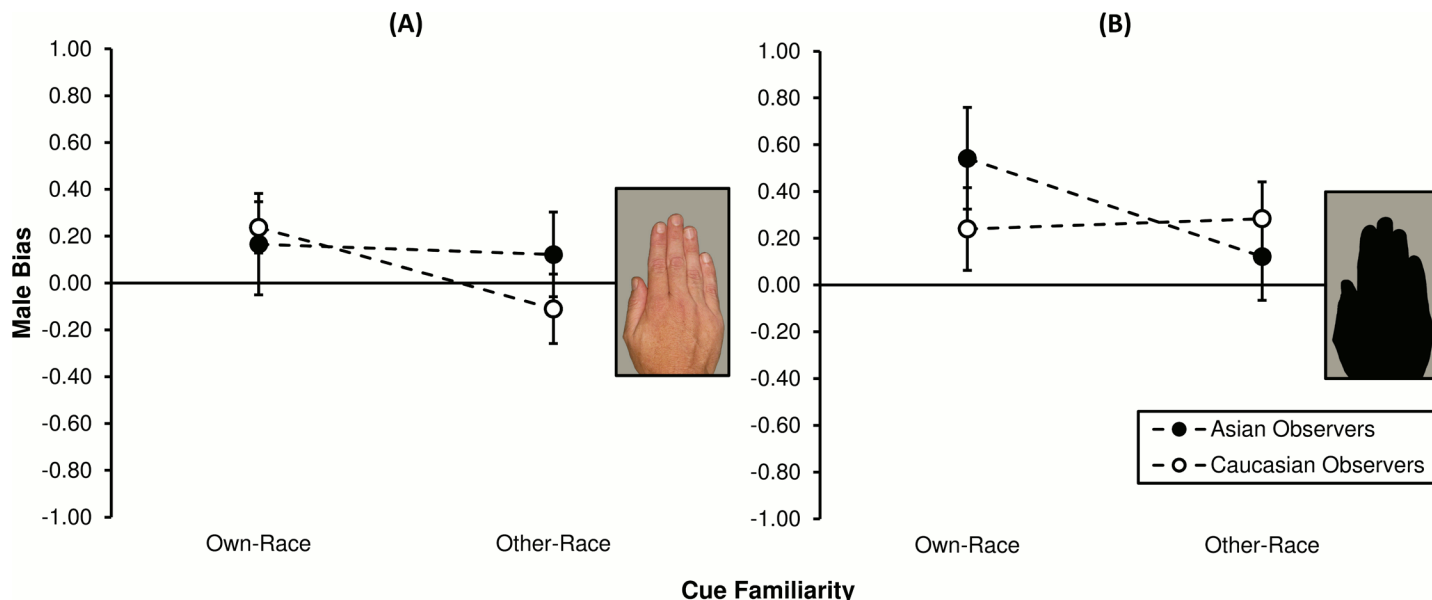 (A)
1.00
0.80
0.60
0.40
0.20
0.00
-0.20
-0.40
-0.60
-0.80
-1.00
Male Bias
Own-Race
Other-Race
(B)
1.00
0.80
0.60
0.40
0.20
0.00
-0.20
-0.40
-0.60
-0.80
-1.00
Asian Observers
Caucasian Observers
Own-Race
Other-Race
Cue Familiarity